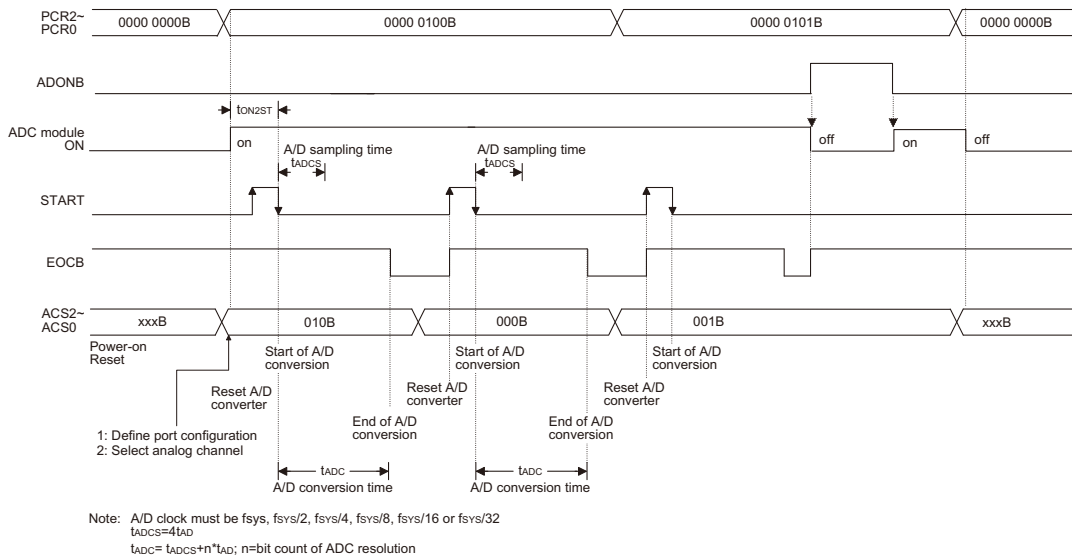 PCR2~
PCR0
0000 0000B
0000 0100B
0000 0101B
0000 0000B
ADONB
tON2ST
ADC module
ON
on
off
on
off
A/D sampling time
tADCS
A/D sampling time
tADCS
START
EOCB
ACS2~
ACS0
xxxB
010B
000B
001B
xxxB
Power-on
Reset
Start of A/D
conversion
Start of A/D
conversion
Start of A/D
conversion
Reset A/D
converter
Reset A/D
converter
Reset A/D
converter
End of A/D
conversion
End of A/D
conversion
1: Define port configuration
2: Select analog channel
tADC
A/D conversion time
tADC
A/D conversion time
Note: A/D clock must be fsys, fSYS/2, fSYS/4, fSYS/8, fSYS/16 or fSYS/32
tADCS=4tAD
tADC= tADCS+n*tAD; n=bit count of ADC resolution